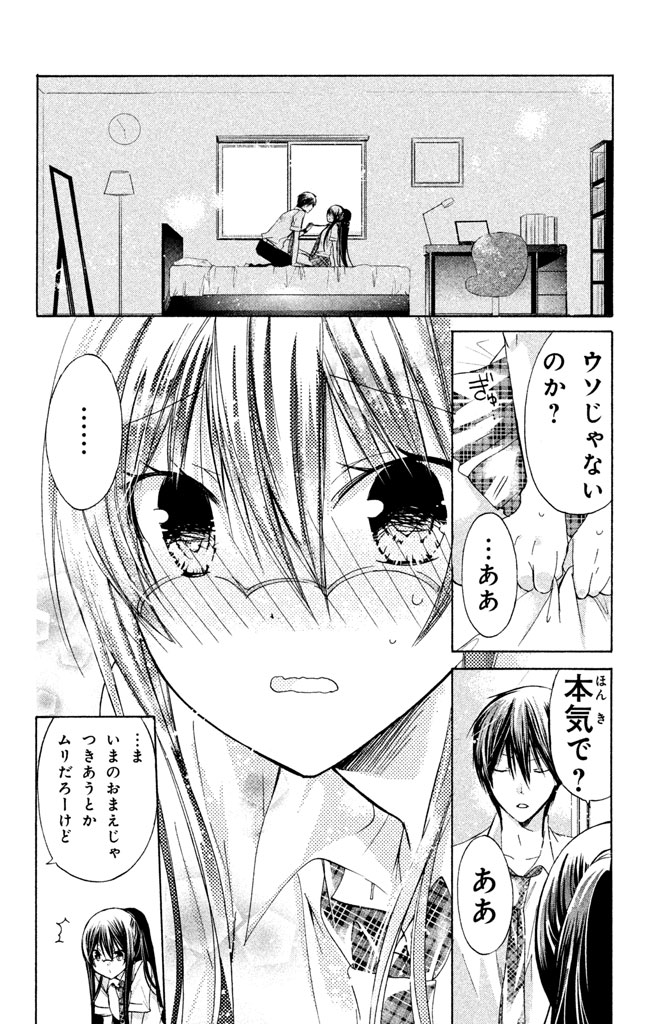 ウソじゃない
のか？
ぎゅ
…ああ
本気で？
ほんき
ああ
……
…ま
いまのおまえじゃ
つきあうとか
ムリだろーけど